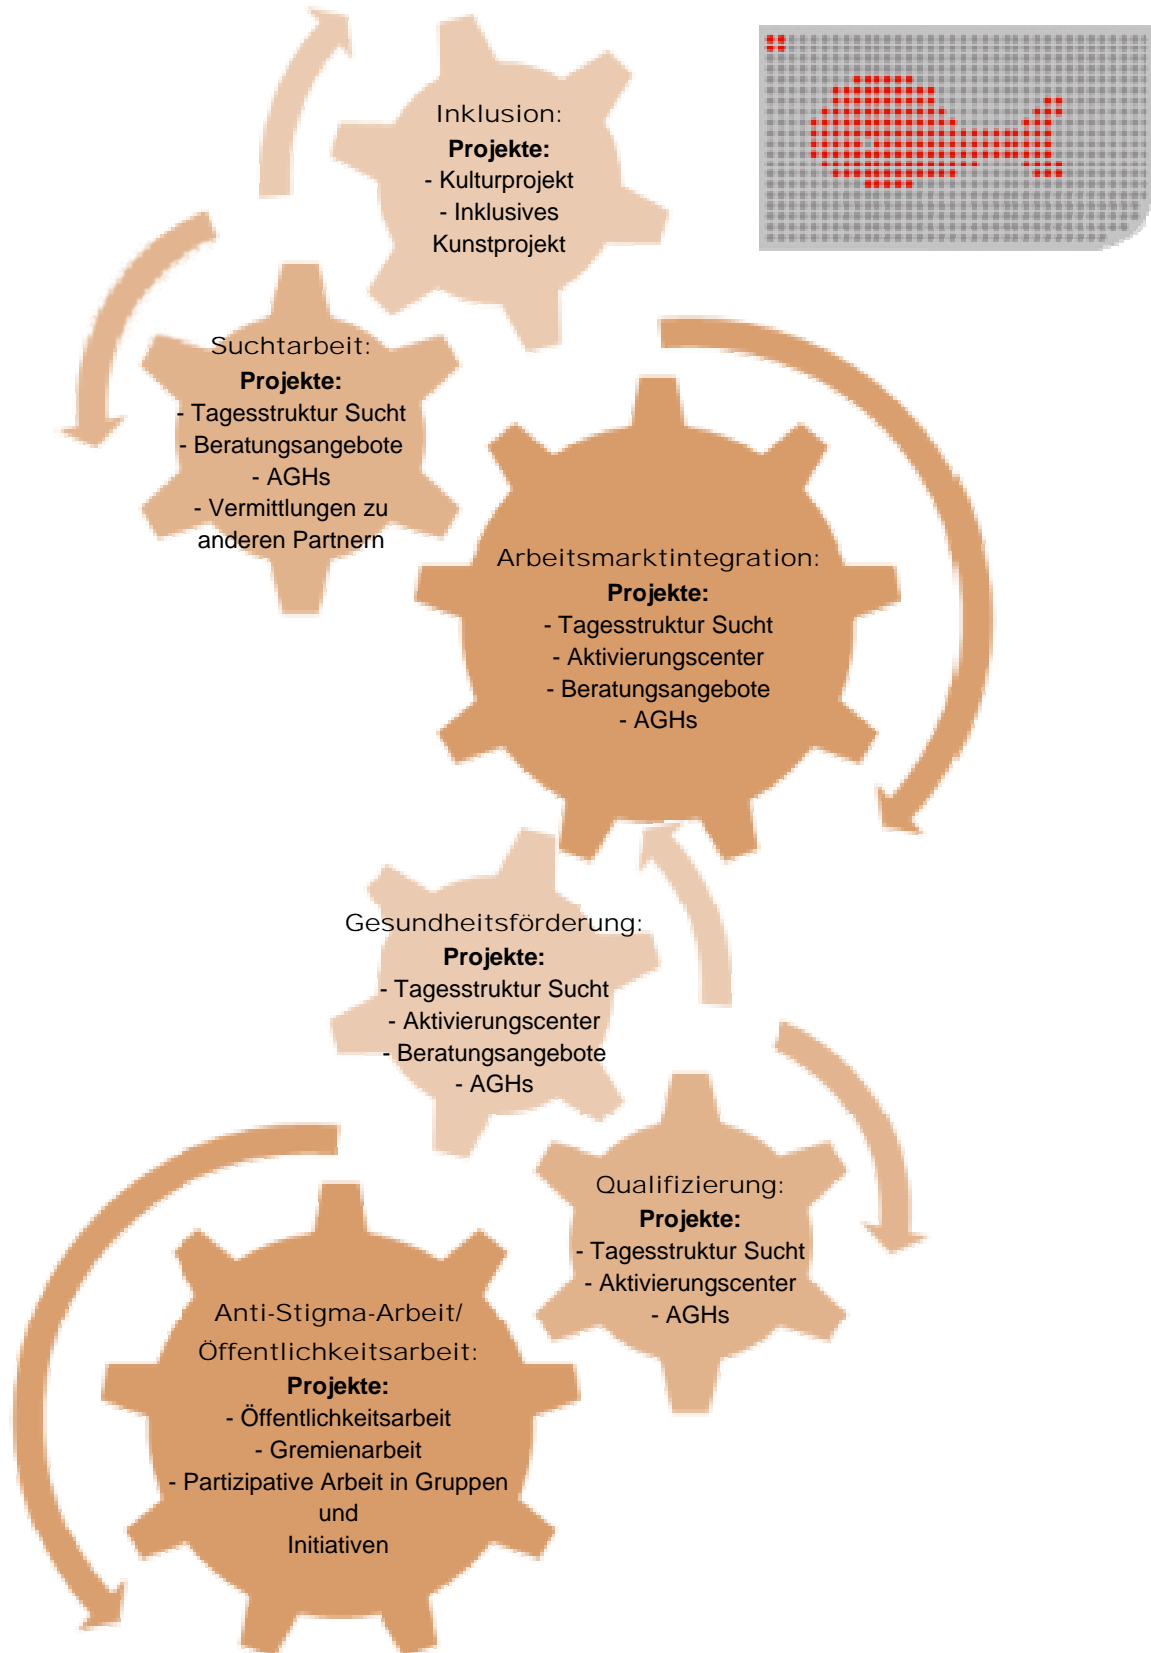 Inklusion:
Projekte:
- Kulturprojekt
- Inklusives
Kunstprojekt
Suchtarbeit:
Projekte:
- Tagesstruktur Sucht
- Beratungsangebote
- AGHs
- Vermittlungen zu
anderen Partnern
Arbeitsmarktintegration:
Projekte:
- Tagesstruktur Sucht
- Aktivierungscenter
- Beratungsangebote
- AGHs
Gesundheitsförderung:
Projekte:
- Tagesstruktur Sucht
- Aktivierungscenter
- Beratungsangebote
- AGHs
Qualifizierung:
Projekte:
- Tagesstruktur Sucht
- Aktivierungscenter
- AGHs
Anti-Stigma-Arbeit/
Öffentlichkeitsarbeit:
Projekte:
- Öffentlichkeitsarbeit
- Gremienarbeit
- Partizipative Arbeit in Gruppen
und
Initiativen